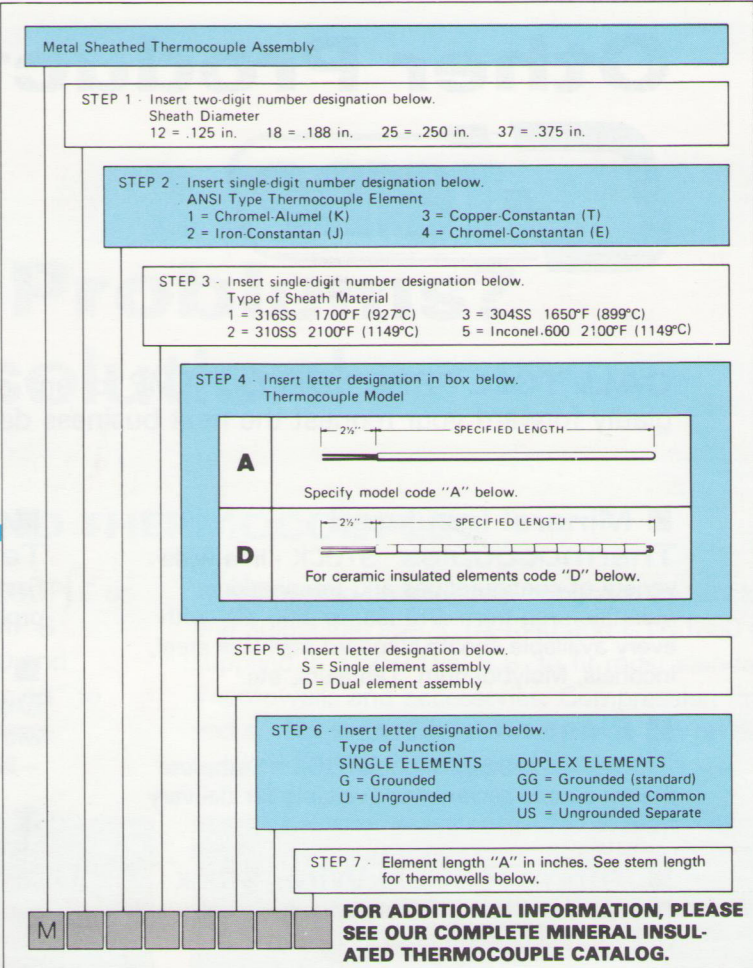 Metal Sheathed Thermocouple Assembly
STEP 1 - Insert two-digit number designation below.
Sheath Diameter
12 = .125 in. 18 = .188 in. 25 = .250 in. 37 = .375 in.
STEP 2 - Insert single-digit number designation below.
ANSI Type Thermocouple Element
1 = Chromel-Alumel (K) 3 = Copper-Constantan (T)
2 = Iron-Constantan (J) 4 = Chromel-Constantan (E)
STEP 3 - Insert single-digit number designation below.
Type of Sheath Material
1 = 316SS 1700°F (927°C) 3 = 304SS 1650°F (899°C)
2 = 310SS 2100°F (1149°C) 5 = Inconel.600 2100°F (1149°C)
STEP 4 - Insert letter designation in box below.
Thermocouple Model
2½" SPECIFIED LENGTH
A
Specify model code "A" below.
2½" SPECIFIED LENGTH
D
For ceramic insulated elements code "D" below.
STEP 5 - Insert letter designation below.
S = Single element assembly
D = Dual element assembly
STEP 6 - Insert letter designation below.
Type of Junction
SINGLE ELEMENTS DUPLEX ELEMENTS
G = Grounded GG = Grounded (standard)
U = Ungrounded UU = Ungrounded Common
US = Ungrounded Separate
STEP 7 - Element length "A" in inches. See stem length
for thermowells below.
M
FOR ADDITIONAL INFORMATION, PLEASE
SEE OUR COMPLETE MINERAL INSUL-
ATED THERMOCOUPLE CATALOG.